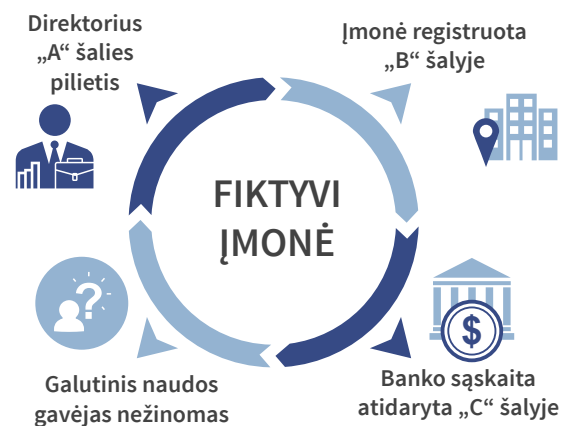 Direktorius
„A“ šalies
pilietis
Įmonė registruota
„B“ šalyje
FIKTYVI
ĮMONĖ
$
?
Galutinis naudos
gavėjas nežinomas
Banko sąskaita
atidaryta „C“ šalyje